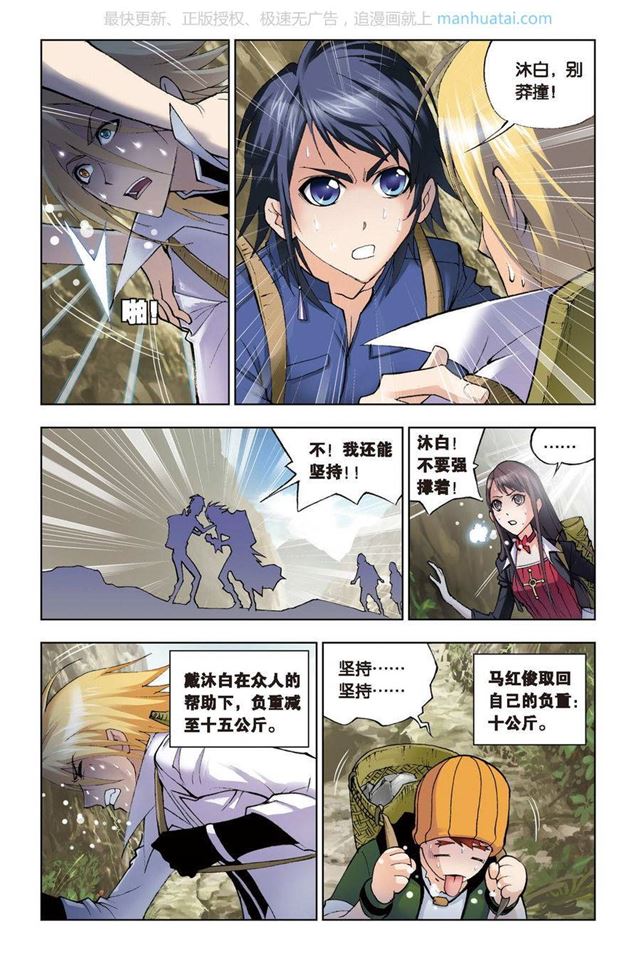 最快更新、正版授权、极速无广告，追漫画就上 manhuatai.com
啪！
沐白，别
莽撞！
不！我还能
坚持！！
沐白！
不要强
撑着！
……
戴沐白在众人的
帮助下，负重减
至十五公斤。
坚持……
坚持……
马红俊取回
自己的负重：
十公斤。